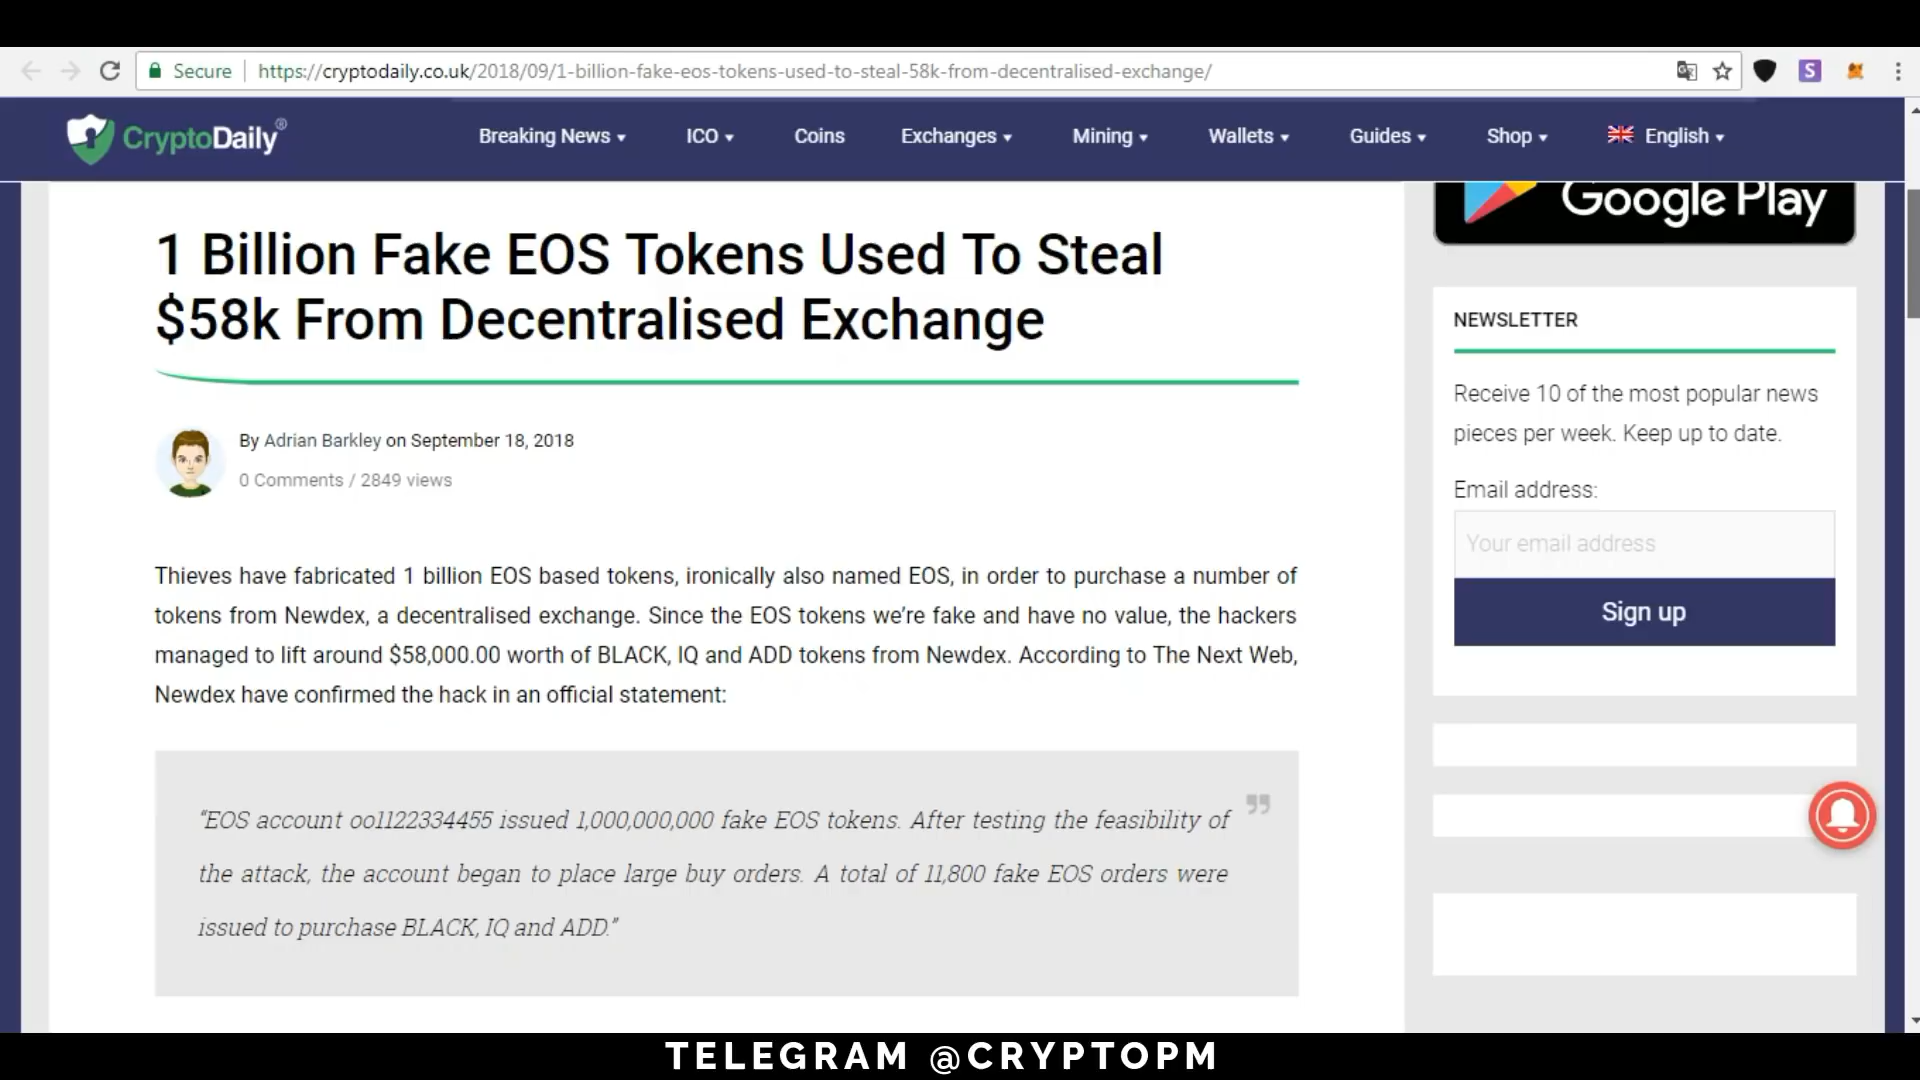 Secure
https://cryptodaily.co.uk/2018/09/1-billion-fake-eos-tokens-used-to-steal-58k-from-decentralised-exchange/
S
CryptoDaily®
Breaking News
ICO
Coins
Exchanges
Mining
Wallets
Guides
Shop
English
Google Play
1 Billion Fake EOS Tokens Used To Steal
$58k From Decentralised Exchange
By Adrian Barkley on September 18, 2018
0 Comments / 2849 views
Thieves have fabricated 1 billion EOS based tokens, ironically also named EOS, in order to purchase a number of
tokens from Newdex, a decentralised exchange. Since the EOS tokens we’re fake and have no value, the hackers
managed to lift around $58,000.00 worth of BLACK, IQ and ADD tokens from Newdex. According to The Next Web,
Newdex have confirmed the hack in an official statement:
“EOS account oo1122334455 issued 1,000,000,000 fake EOS tokens. After testing the feasibility of
the attack, the account began to place large buy orders. A total of 11,800 fake EOS orders were
issued to purchase BLACK, IQ and ADD.”
NEWSLETTER
Receive 10 of the most popular news
pieces per week. Keep up to date.
Email address:
Your email address
Sign up
TELEGRAM @CRYPTOPM